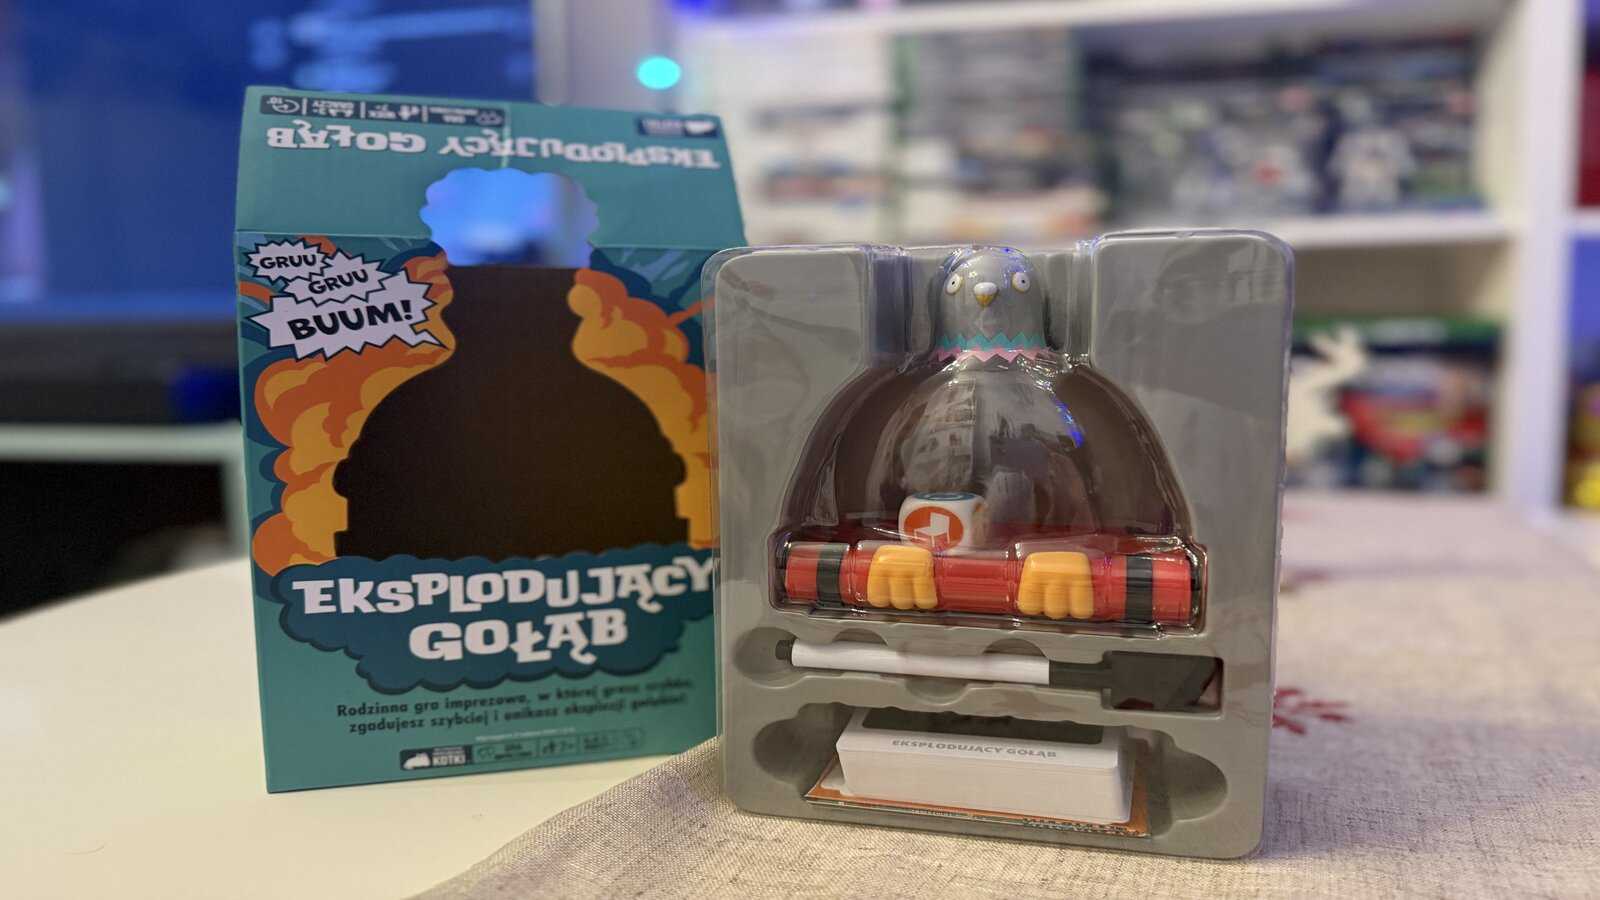 EKSPLODUJĄCY GOŁĄB
GRUU
GRUU
BUUM!
EKSPLODUJĄCY
GOŁĄB
Rodzinna gra imprezowa, w której grasz szybko,
zgadujesz szybciej i unikasz eksplozji gołębia!
KOTKI
EKSPLODUJĄCY GOŁĄB